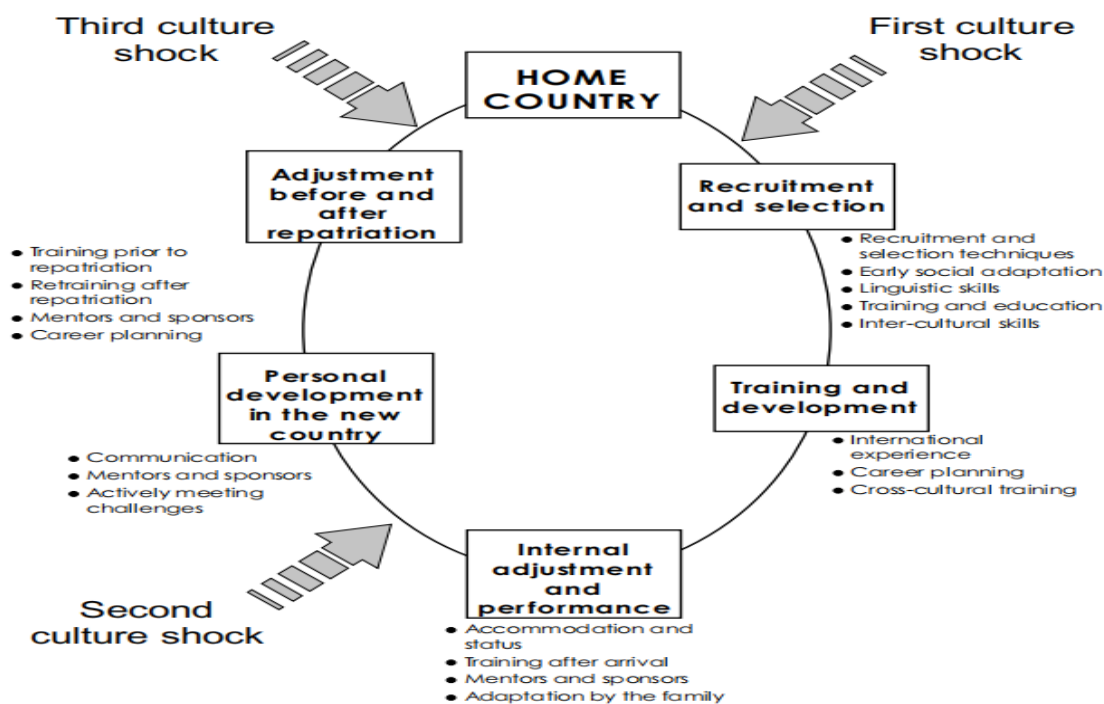 Third culture
shock
First culture
shock
HOME
COUNTRY
Adjustment
before and
after
repatriation
Recruitment
and selection
● Training prior to
repatriation
● Retraining after
repatriation
● Mentors and sponsors
● Career planning
● Recruitment and
selection techniques
● Early social adaptation
● Linguistic skills
● Training and education
● Inter-cultural skills
Personal
development
in the new
country
Training and
development
● Communication
● Mentors and sponsors
● Actively meeting
challenges
● International
experience
● Career planning
● Cross-cultural training
Internal
adjustment
and
performance
Second
culture shock
● Accommodation and
status
● Training after arrival
● Mentors and sponsors
● Adaptation by the family